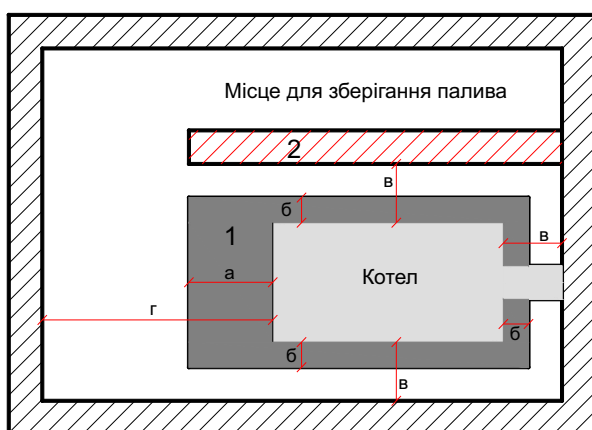 Місце для зберігання палива
2
в
б
1
в
а
Котел
г
б
б
в